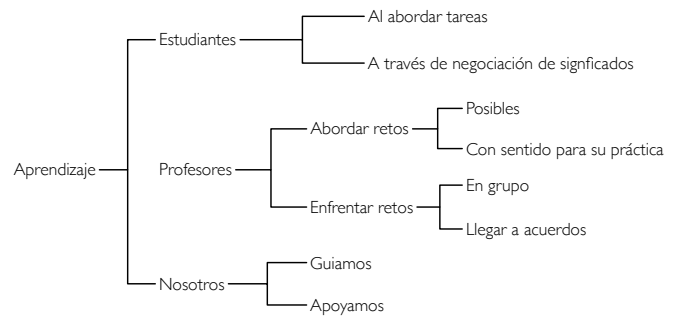 Al abordar tareas
Estudiantes
A través de negociación de signficados
Posibles
Abordar retos
Con sentido para su práctica
Aprendizaje
Profesores
En grupo
Enfrentar retos
Llegar a acuerdos
Guiamos
Nosotros
Apoyamos